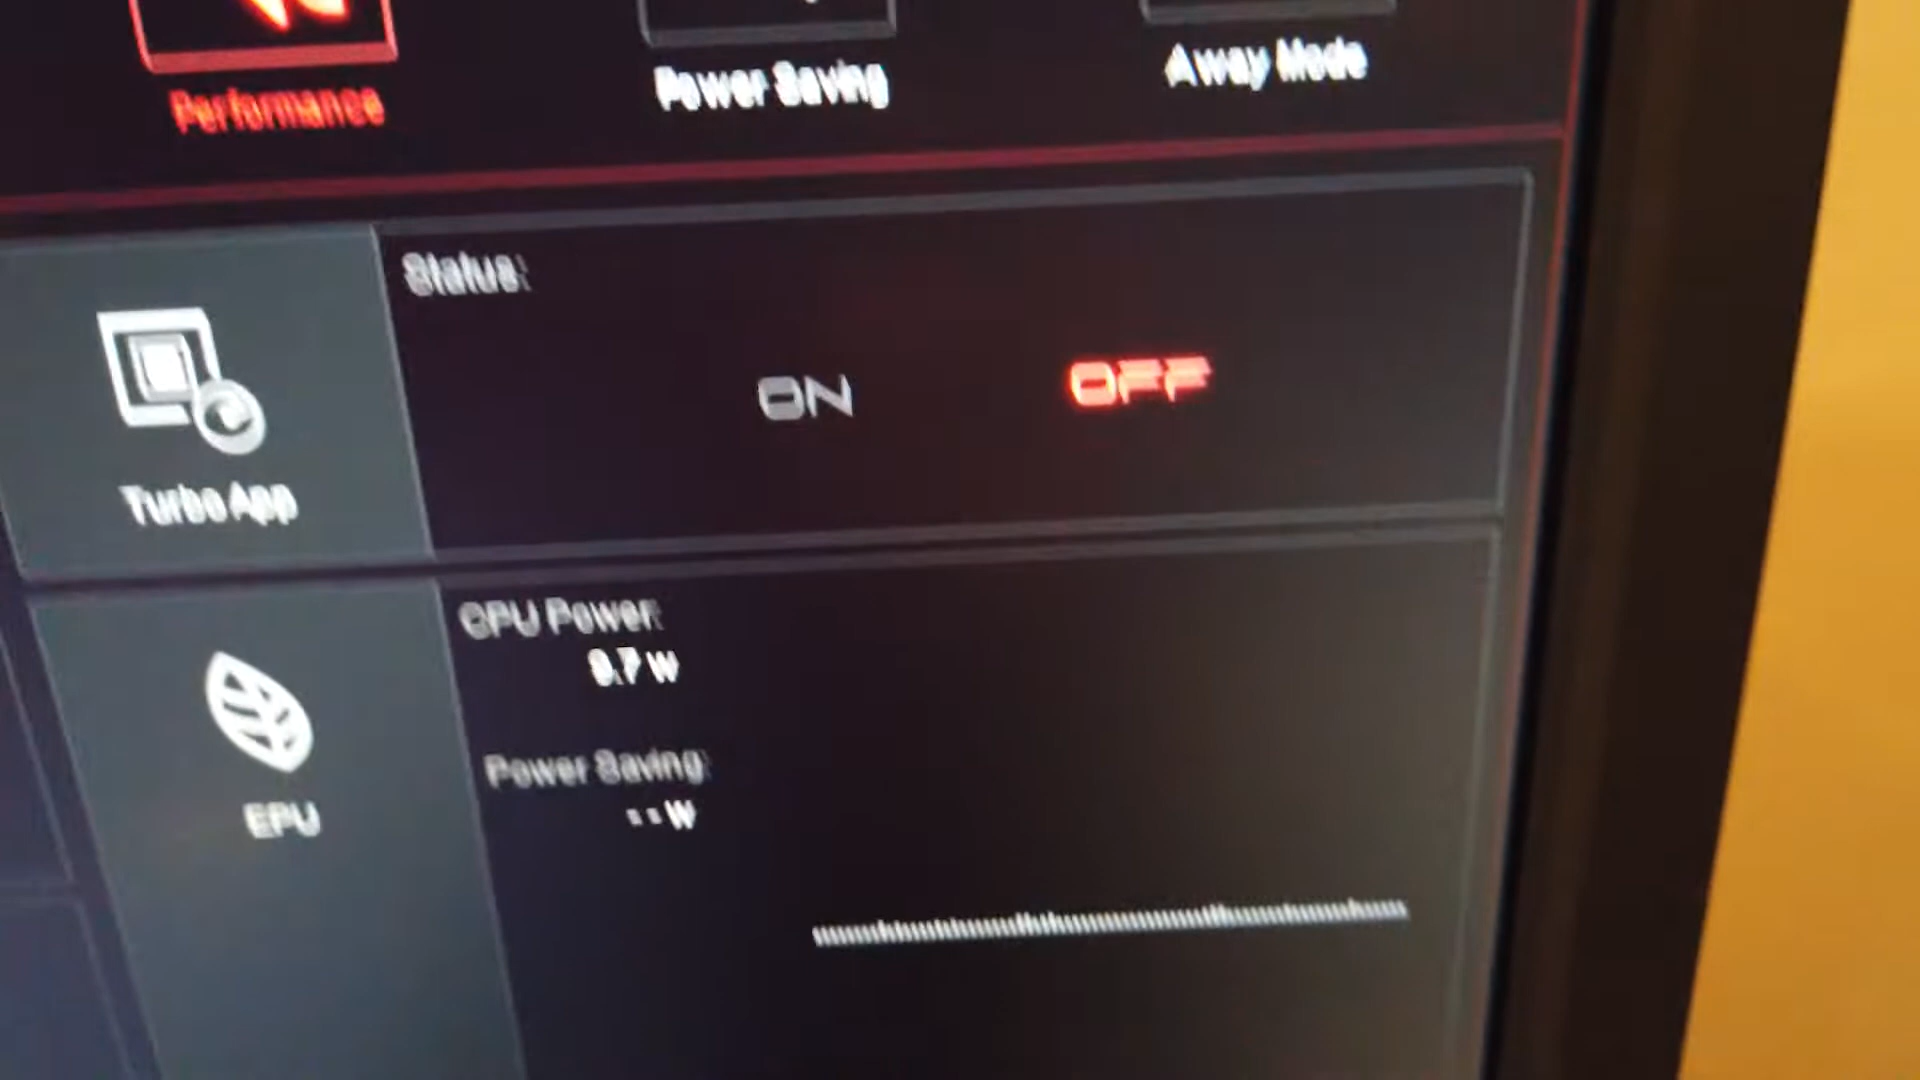 Performance
Power Saving
Away Mode
Status:
ON
OFF
Turbo App
CPU Power:
W
Power Saving:
-- W
EPU